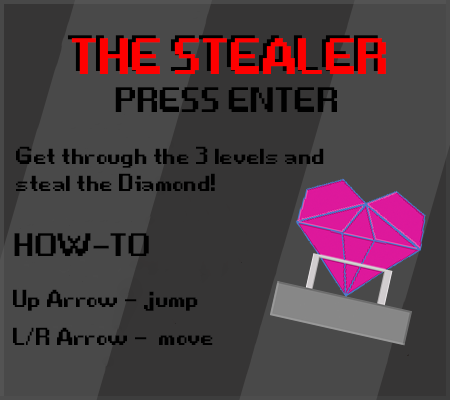 THE STEALER
PRESS ENTER
Get through the 3 levels and
steal the Diamond!
HOW-TO
Up Arrow - jump
L/R Arrow - move